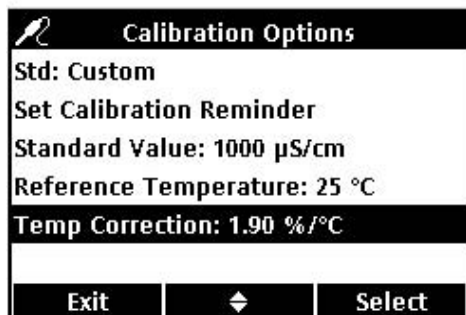 Calibration Options
Std: Custom
Set Calibration Reminder
Standard Value: 1000 µS/cm
Reference Temperature: 25 °C
Temp Correction: 1.90 %/°C
Exit
Select